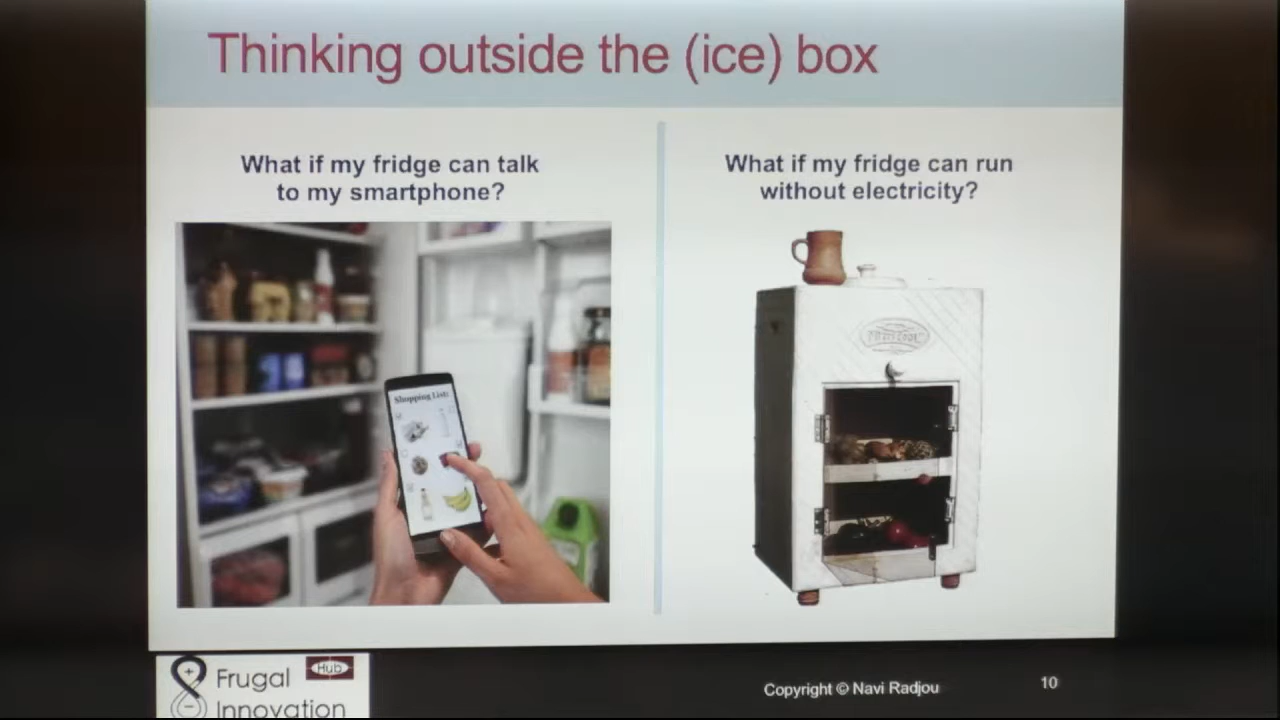 Thinking outside the (ice) box
What if my fridge can talk
to my smartphone?
What if my fridge can run
without electricity?
Shopping List:
Frugal
Hub
Innovation
Copyright © Navi Radjou
10